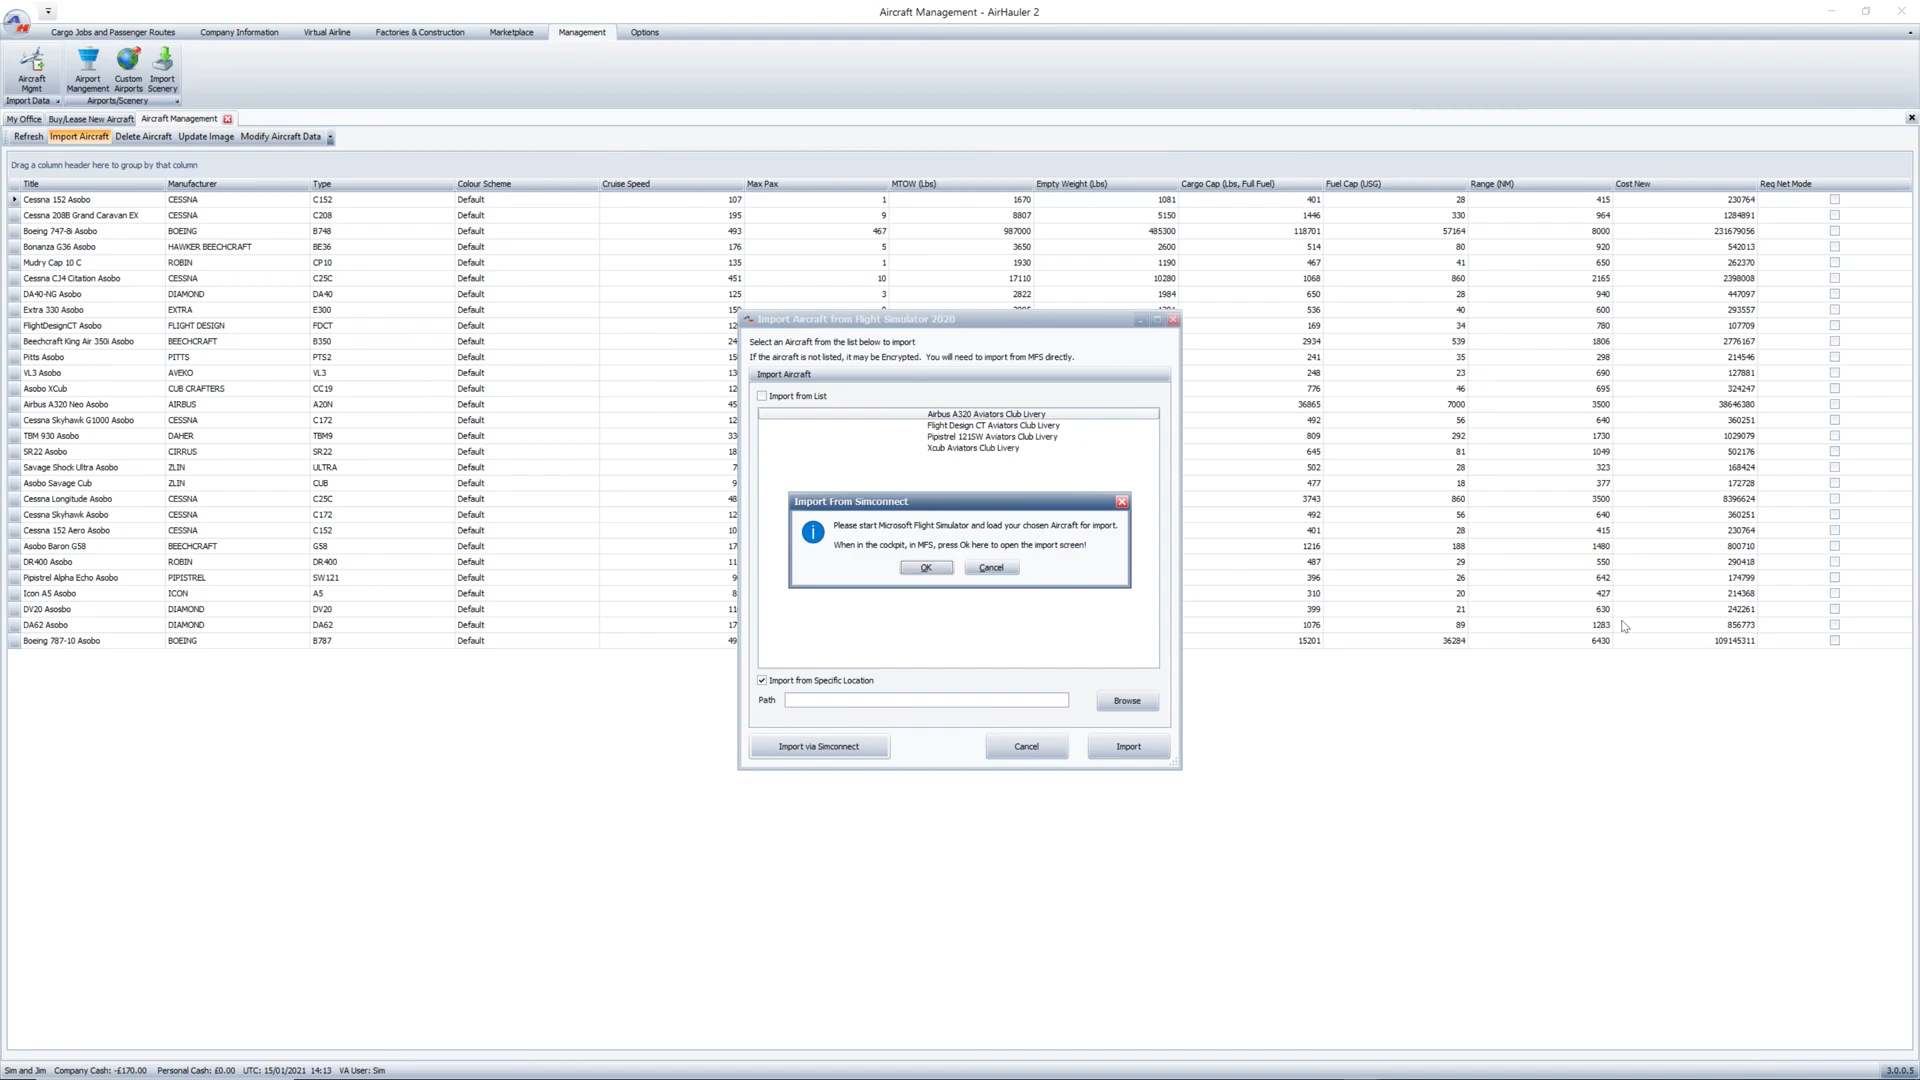 Aircraft Management - AirHauler 2
Cargo Jobs and Passenger Routes Company Information Virtual Airline Factories & Construction Marketplace Management Options
Aircraft Mgmt
Airport Mangement
Custom Airports
Import Scenery
Import Data Airports/Scenery
My Office Buy/Lease New Aircraft Aircraft Management
Refresh Import Aircraft Delete Aircraft Update Image Modify Aircraft Data
Drag a column header here to group by that column
Title Manufacturer Type Colour Scheme Cruise Speed Max Pax MTOW (Lbs) Empty Weight (Lbs) Cargo Cap (Lbs, Full Fuel) Fuel Cap (USG) Range (NM) Cost New Req Net Mode
Cessna 152 Asobo CESSNA C152 Default 107 1 1670 1081 401 28 415 230764
Cessna 208B Grand Caravan EX CESSNA C208 Default 195 9 8807 5150 1446 330 964 1284891
Boeing 747-8i Asobo BOEING B748 Default 493 467 987000 485300 118701 57164 8000 231679056
Bonanza G36 Asobo HAWKER BEECHCRAFT BE36 Default 176 5 3650 2600 514 80 920 542013
Mudry Cap 10 C ROBIN CP10 Default 135 1 1930 1190 467 41 650 262370
Cessna CJ4 Citation Asobo CESSNA C25C Default 451 10 17110 10280 1068 860 2165 2398008
DA40-NG Asobo DIAMOND DA40 Default 125 3 2822 1984 650 28 940 447097
Extra 330 Asobo EXTRA E300 Default 536 40 600 293557
FlightDesignCT Asobo FLIGHT DESIGN FDCT Default 169 34 780 107709
Beechcraft King Air 350i Asobo BEECHCRAFT B350 Default 2934 539 1806 2776167
Pitts Asobo PITTS PTS2 Default 241 35 298 214546
VL3 Asobo AVEKO VL3 Default 248 23 690 127881
Asobo XCub CUB CRAFTERS CC19 Default 776 46 695 324247
Airbus A320 Neo Asobo AIRBUS A20N Default 36865 7000 3500 38646380
Cessna Skyhawk G1000 Asobo CESSNA C172 Default 492 56 640 360251
TBM 930 Asobo DAHER TBM9 Default 809 292 1730 1029079
SR22 Asobo CIRRUS SR22 Default 645 81 1049 502176
Savage Shock Ultra Asobo ZLIN ULTRA Default 502 28 323 168424
Asobo Savage Cub ZLIN CUB Default 477 18 377 172728
Cessna Longitude Asobo CESSNA C25C Default 3743 860 3500 8396624
Cessna Skyhawk Asobo CESSNA C172 Default 492 56 640 360251
Cessna 152 Aero Asobo CESSNA C152 Default 401 28 415 230764
Asobo Baron G58 BEECHCRAFT G58 Default 1216 188 1480 800710
DR400 Asobo ROBIN DR400 Default 487 29 550 290418
Pipistrel Alpha Echo Asobo PIPISTREL SW121 Default 396 26 642 174799
Icon A5 Asobo ICON A5 Default 310 20 427 214368
DV20 Asosbo DIAMOND DV20 Default 399 21 630 242261
DA62 Asobo DIAMOND DA62 Default 1076 89 1283 856773
Boeing 787-10 Asobo BOEING B787 Default 15201 36284 6430 109145311
Import Aircraft from Flight Simulator 2020
Select an Aircraft from the list below to import
If the aircraft is not listed, it may be Encrypted. You will need to import from MFS directly.
Import Aircraft
Import from List
Airbus A320 Aviators Club Livery
Flight Design CT Aviators Club Livery
Pipistrel 121SW Aviators Club Livery
Xcub Aviators Club Livery
Import From Simconnect
Please start Microsoft Flight Simulator and load your chosen Aircraft for import.
When in the cockpit, in MFS, press Ok here to open the import screen!
OK Cancel
Import from Specific Location
Path Browse
Import via Simconnect Cancel Import
Sim and Jim Company Cash: -£170.00 Personal Cash: £0.00 UTC: 15/01/2021 14:13 VA User: Sim 3.0.0.5